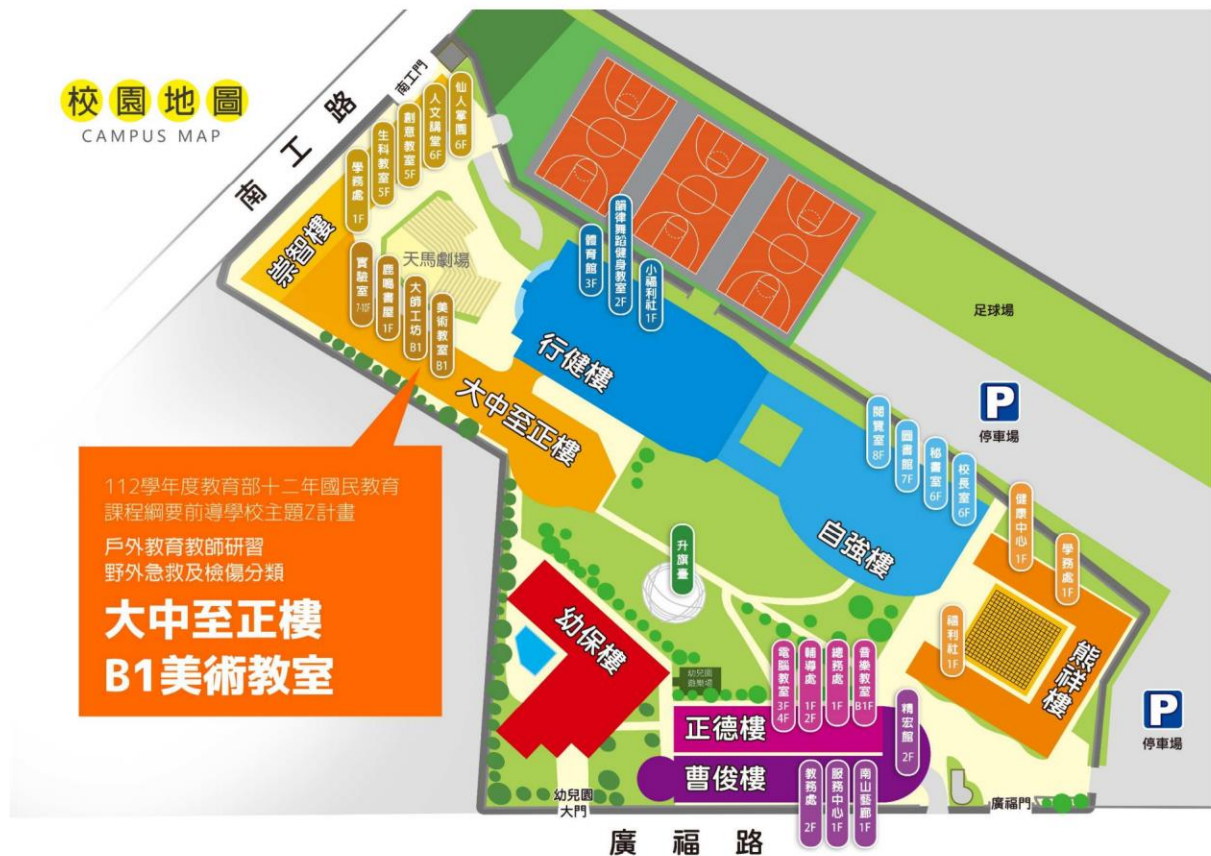 校園地圖
CAMPUS MAP
南工路
南工門
仙人掌園 6F
人文講堂 6F
創意教室 5F
生科教室 5F
學務處 1F
崇智樓
天馬劇場
實驗室
鹿鳴書屋 1F
大師工坊 B1
美術教室 B1
大中至正樓
體育館 3F
韻律舞蹈健身教室 2F
小福利社 1F
行健樓
足球場
P
停車場
閱覽室 8F
圖書館 7F
秘書室 6F
校長室 6F
自強樓
健康中心 1F
學務處 1F
福利社 1F
熊祥樓
P
停車場
112學年度教育部十二年國民教育
課程綱要前導學校主題Z計畫
戶外教育教師研習
野外急救及檢傷分類
大中至正樓
B1美術教室
升旗臺
幼保樓
幼兒園
遊樂場
電腦教室 3F 4F
輔導處 1F 2F
總務處 1F
音樂教室 B1F
精宏館 2F
正德樓
曹俊樓
教務處 2F
服務中心 1F
南山藝廊 1F
幼兒園
大門
廣福門
廣福路